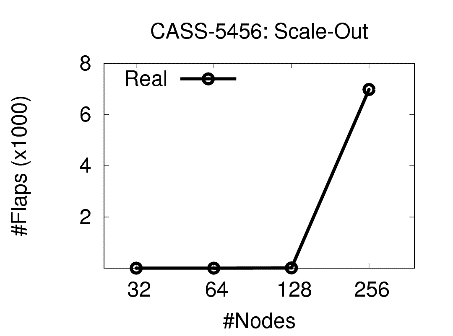 CASS-5456: Scale-Out
Real
#Flaps (x1000)
8
6
4
2
32 64 128 256
#Nodes